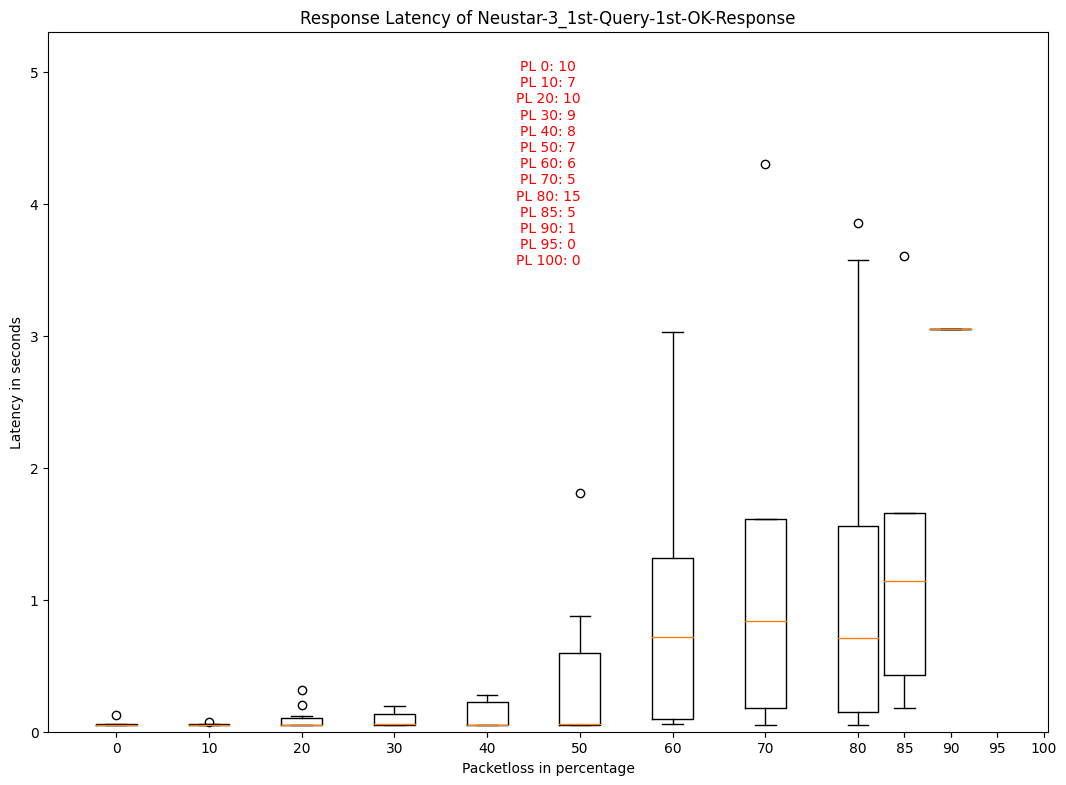 Response Latency of Neustar-3_1st-Query-1st-OK-Response
PL 0: 10
PL 10: 7
PL 20: 10
PL 30: 9
PL 40: 8
PL 50: 7
PL 60: 6
PL 70: 5
PL 80: 15
PL 85: 5
PL 90: 1
PL 95: 0
PL 100: 0
Latency in seconds
5
4
3
2
1
0
0 10 20 30 40 50 60 70 80 85 90 95 100
Packetloss in percentage